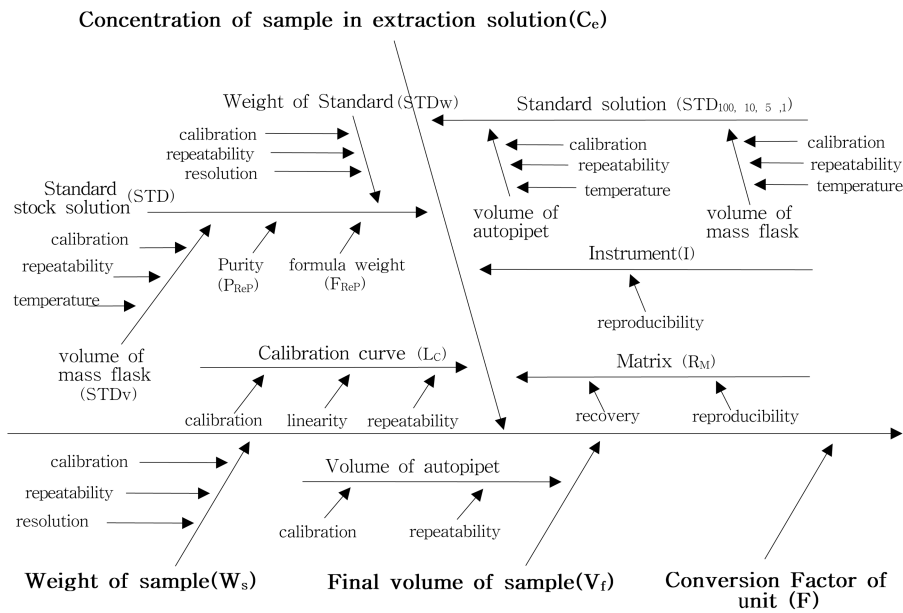 Concentration of sample in extraction solution(Ce)
Weight of Standard (STDw)
calibration
repeatability
resolution
Standard solution (STD100, 10, 5 ,1)
calibration
repeatability
temperature
volume of
autopipet
calibration
repeatability
temperature
volume of
mass flask
Standard
stock solution (STD)
calibration
repeatability
temperature
volume of
mass flask
(STDv)
Purity
(PReP)
formula weight
(FReP)
Instrument(I)
reproducibility
Calibration curve (LC)
calibration
linearity
repeatability
Matrix (RM)
recovery
reproducibility
calibration
repeatability
resolution
Weight of sample(Ws)
Volume of autopipet
calibration
repeatability
Final volume of sample(Vf)
Conversion Factor of
unit (F)